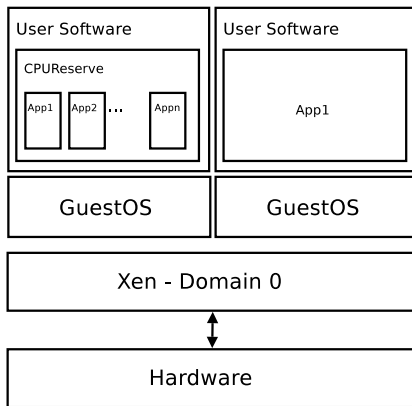 User Software
CPUReserve
App1 App2 ... Appn
GuestOS
User Software
App1
GuestOS
Xen - Domain 0
Hardware